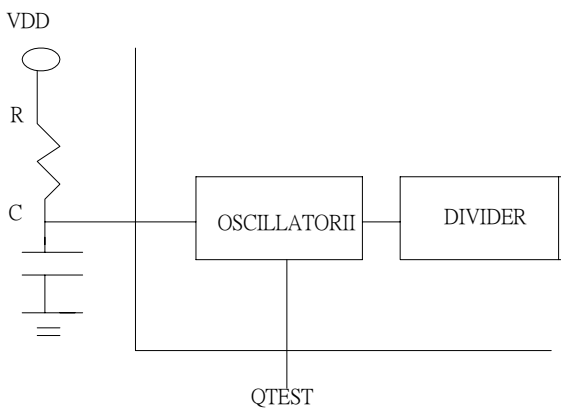 VDD
R
C
OSCILLATORII
DIVIDER
QTEST